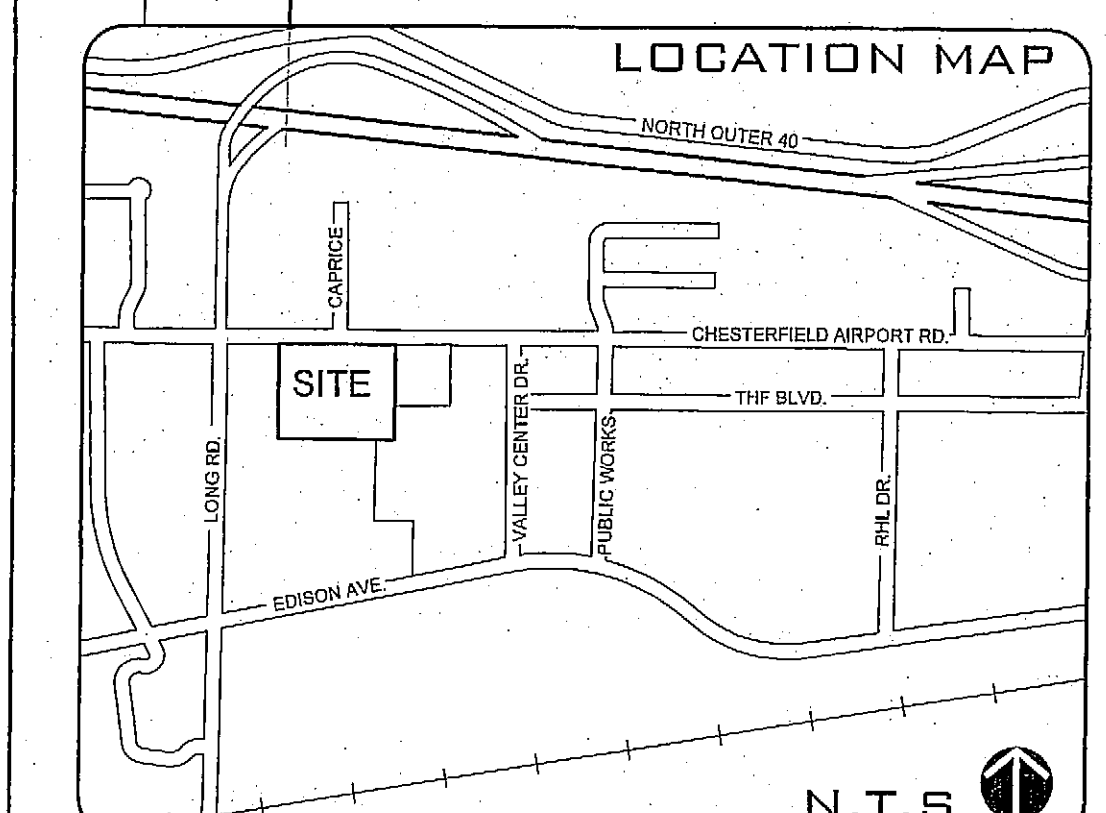 LOCATION MAP
NORTH OUTER 40
CAPRICE
CHESTERFIELD AIRPORT RD.
SITE
THF BLVD.
VALLEY CENTER DR.
PUBLIC WORKS
LONG RD.
RHL DR.
EDISON AVE.
N.T.S